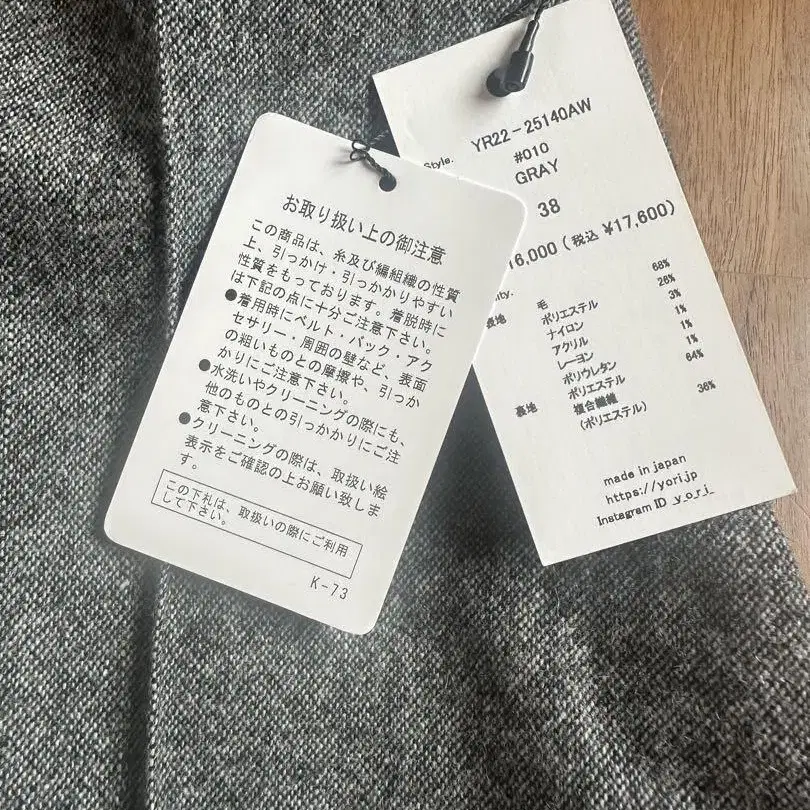 お取り扱い上の御注意
この商品は、糸及び編組織の性質
上、引っかけ・引っかかりやすい
性質をもっております。着脱時に
は下記の点に十分ご注意下さい。
●着用時にベルト・バック・アク
セサリー・周囲の壁など、表面
の粗いものとの摩擦や、引っか
かりにご注意下さい。
●水洗いやクリーニングの際にも、
他のものとの引っかかりにご注
意下さい。
●クリーニングの際は、取扱い絵
表示をご確認の上お願い致しま
す。
この下札は、取扱いの際にご利用
して下さい。
K-73
Style. YR22-25140AW
#010
GRAY
38
16,000(税込 ¥17,600)
毛 68%
ポリエステル 26%
ナイロン 3%
アクリル 1%
レーヨン 1%
ポリウレタン 1%
裏地 ポリエステル 64%
複合繊維 36%
(ポリエステル)
made in japan
https://yori.jp
Instagram ID _y_o_r_i_